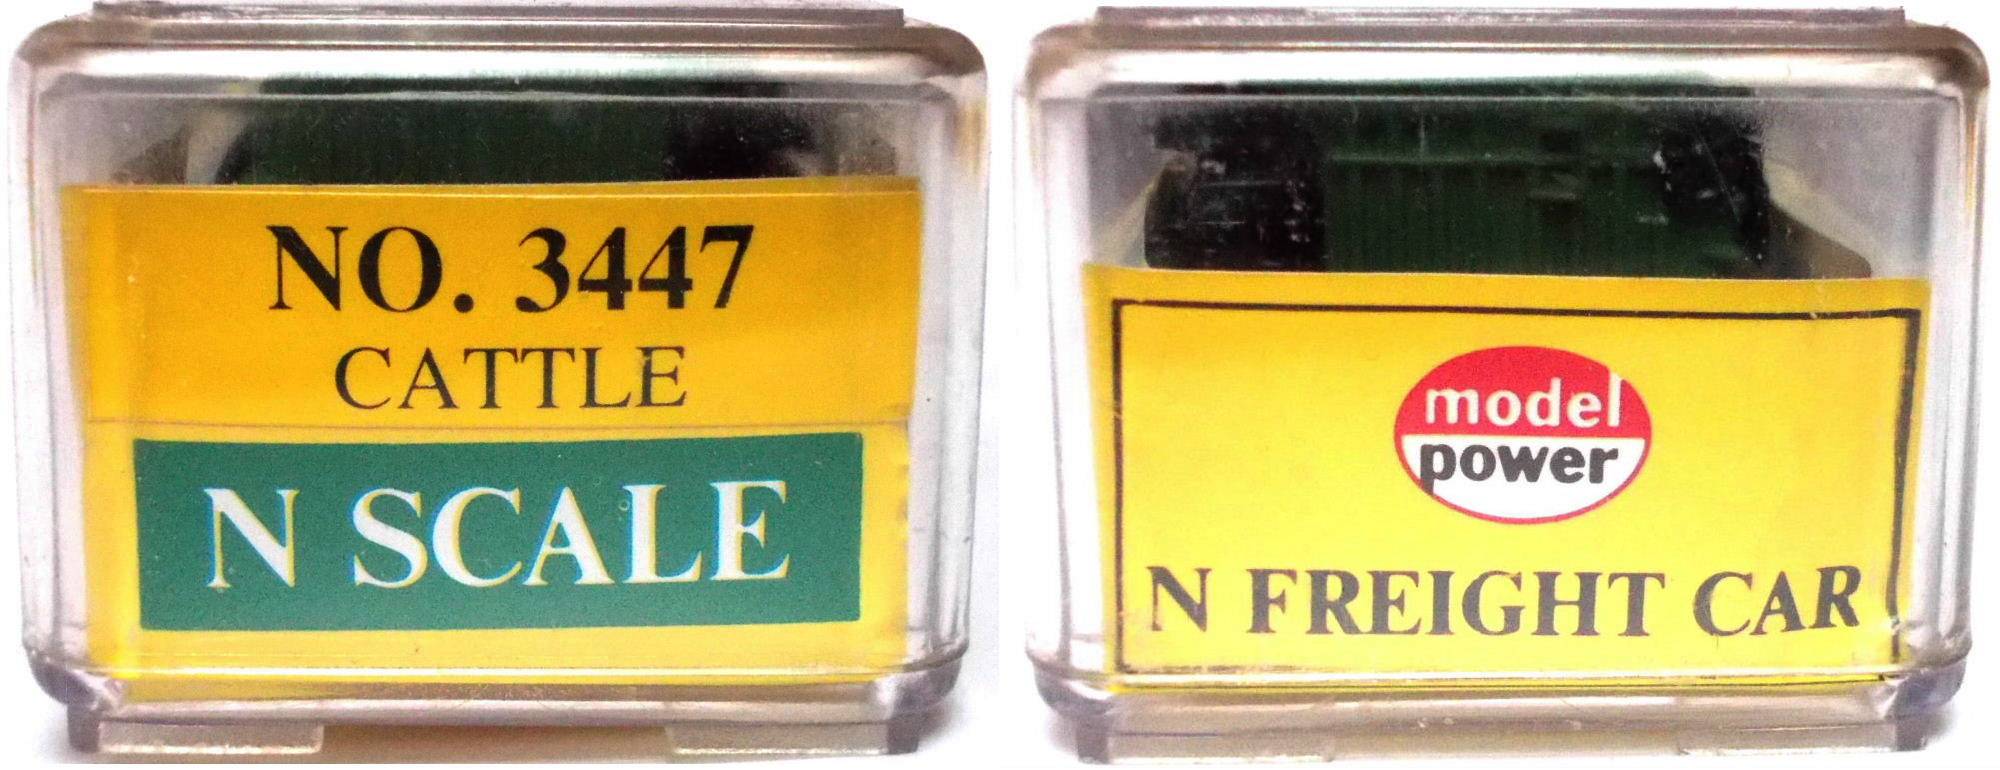 NO. 3447
CATTLE
N SCALE
model
power
N FREIGHT CAR